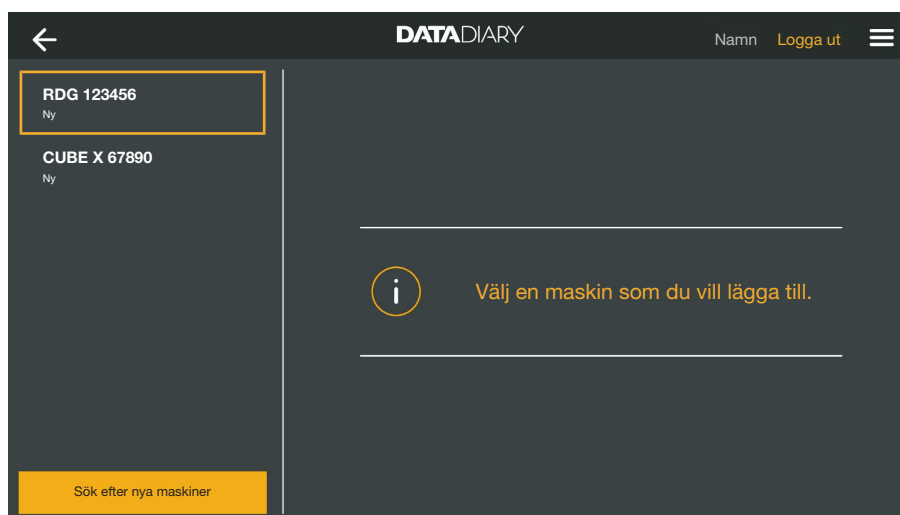 DATADIARY
Namn Logga ut
RDG 123456
Ny
CUBE X 67890
Ny
i
Välj en maskin som du vill lägga till.
Sök efter nya maskiner